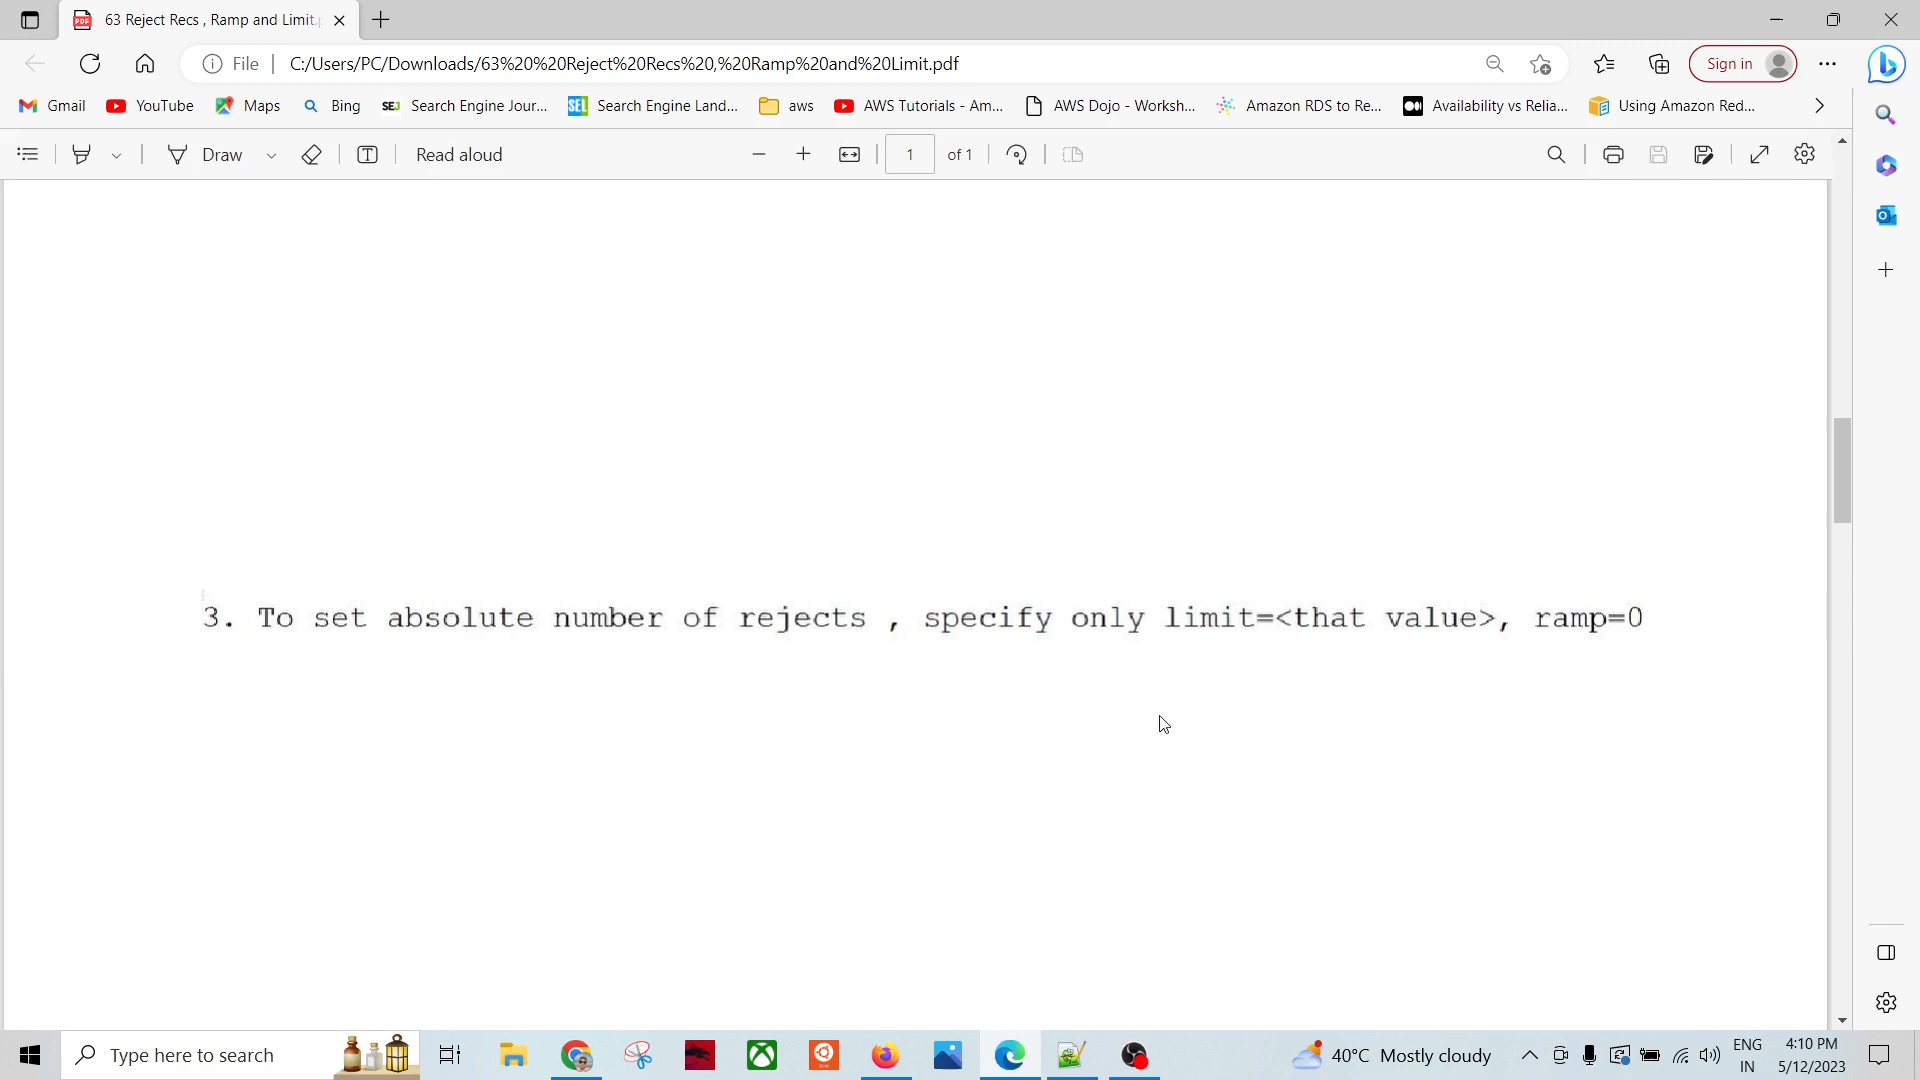 63 Reject Recs , Ramp and Limit.
File
C:/Users/PC/Downloads/63%20%20Reject%20Recs%20,%20Ramp%20and%20Limit.pdf
Sign in
Gmail
YouTube
Maps
Bing
SEJ Search Engine Jour...
SEL Search Engine Land...
aws
AWS Tutorials - Am...
AWS Dojo - Worksh...
Amazon RDS to Re...
Availability vs Relia...
Using Amazon Red...
Draw
Read aloud
1 of 1
3. To set absolute number of rejects , specify only limit=<that value>, ramp=0
Type here to search
40°C Mostly cloudy
ENG
IN
4:10 PM
5/12/2023